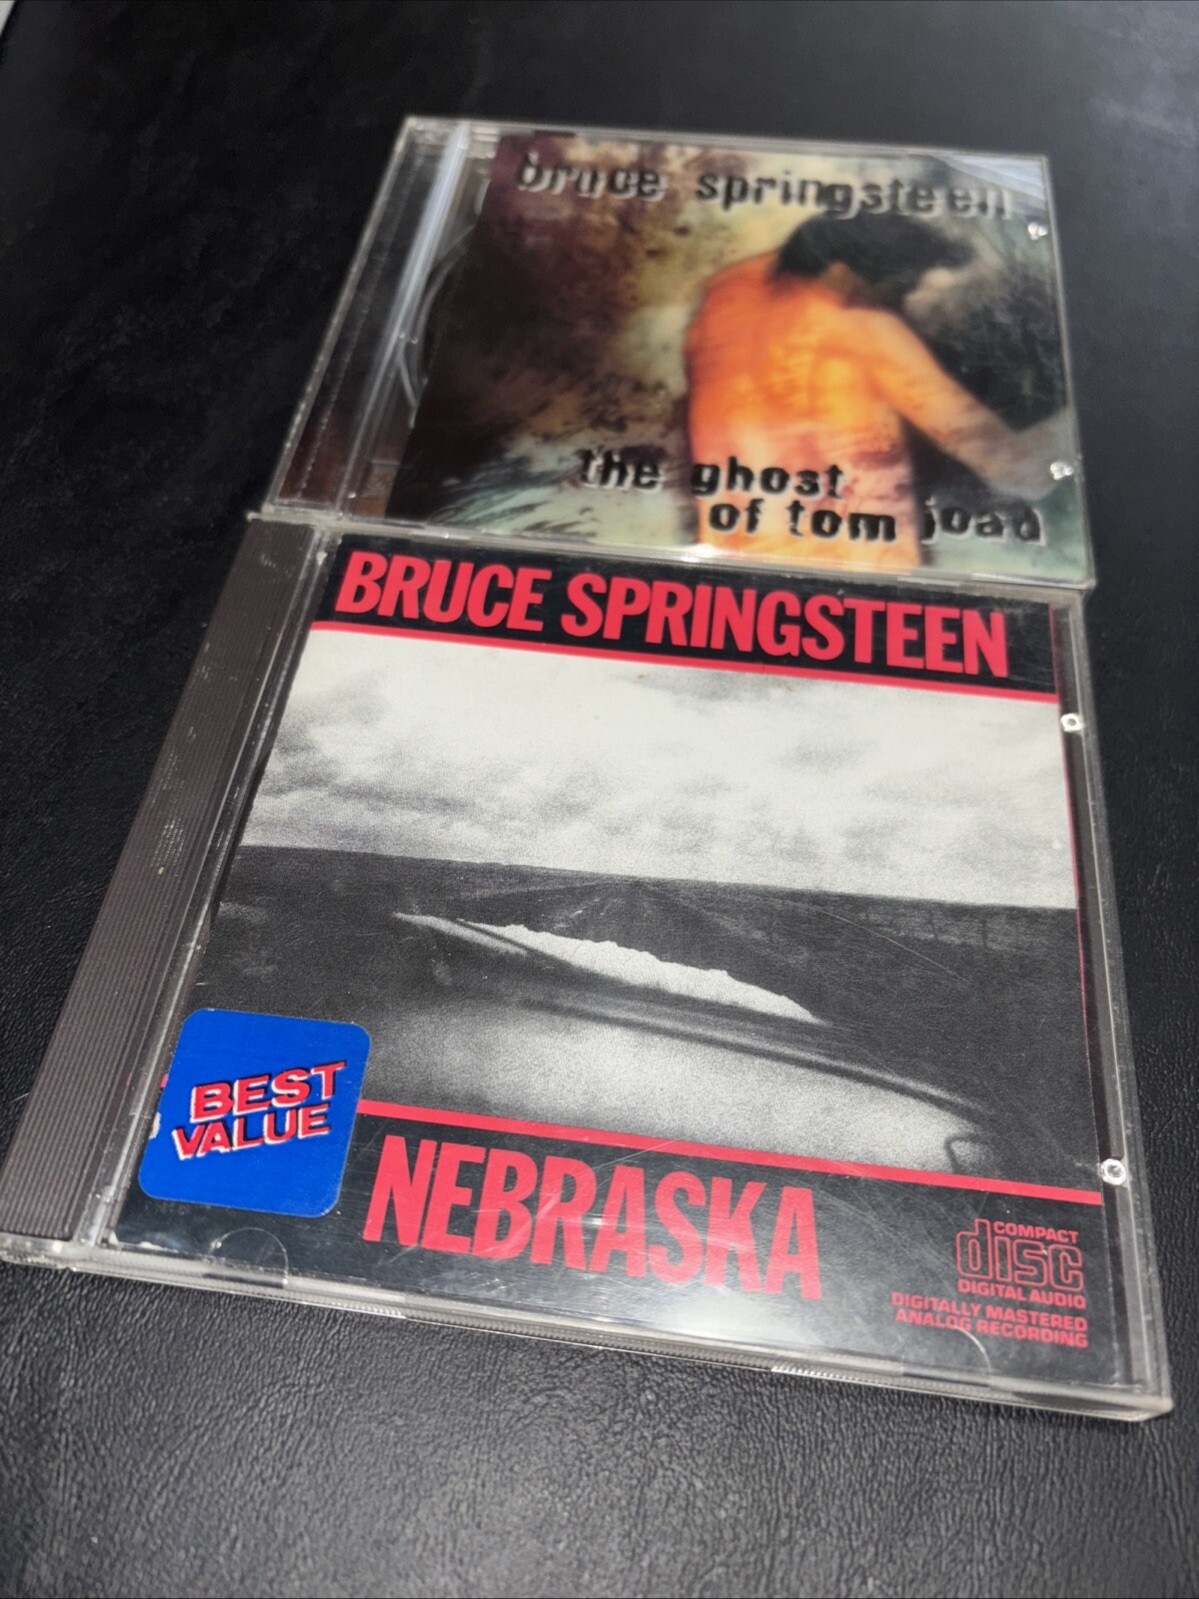 bruce springsteen
the ghost
of tom joad
BRUCE SPRINGSTEEN
BEST
VALUE
NEBRASKA
COMPACT
disc
DIGITAL AUDIO
DIGITALLY MASTERED
ANALOG RECORDING